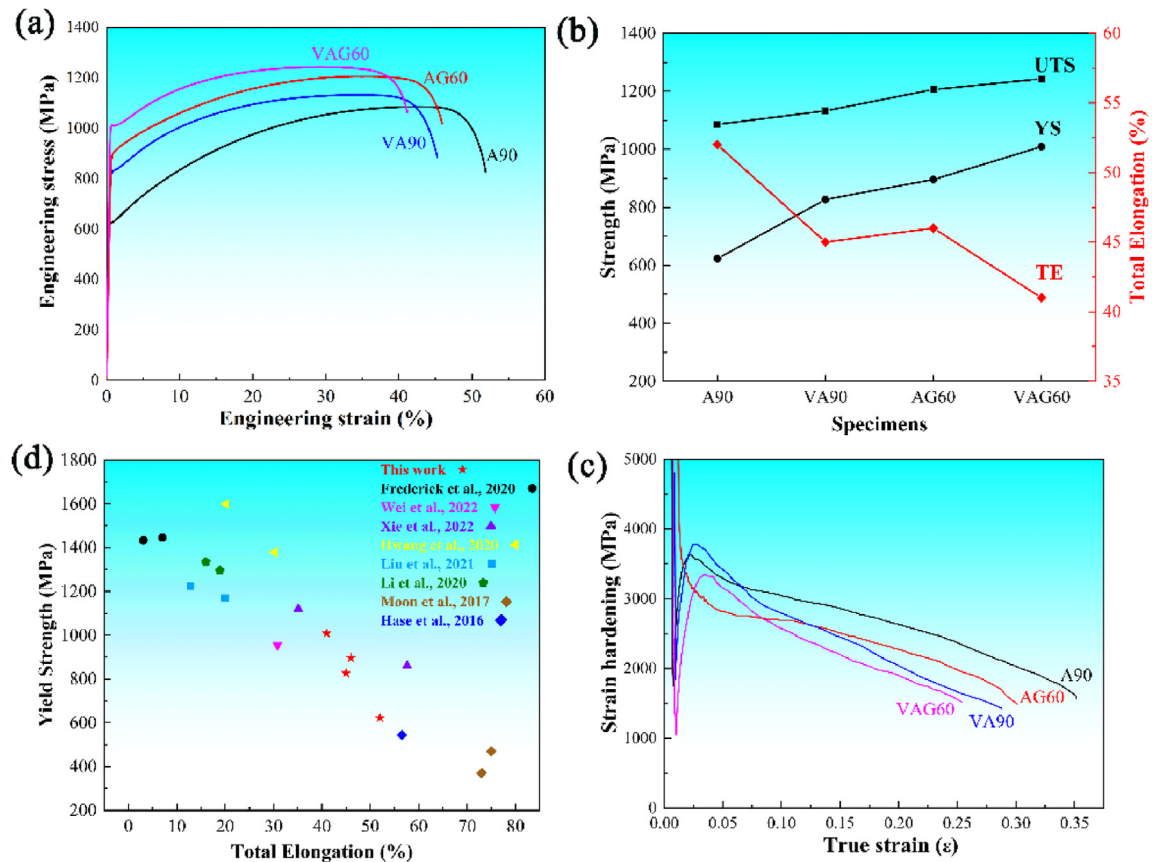 (a)
Engineering stress (MPa)
1400
1200
1000
800
600
400
200
0
VAG60
AG60
VA90
A90
0
10
20
30
40
50
60
Engineering strain (%)
(b)
Strength (MPa)
1400
1200
1000
800
600
400
200
UTS
YS
TE
60
55
50
45
40
35
Total Elongation (%)
A90
VA90
AG60
VAG60
Specimens
(d)
Yield Strength (MPa)
1800
1600
1400
1200
1000
800
600
400
200
This work
Frederick et al., 2020
Wei et al., 2022
Xie et al., 2022
Hwang et al., 2020
Liu et al., 2021
Li et al., 2020
Moon et al., 2017
Hase et al., 2016
0
10
20
30
40
50
60
70
80
Total Elongation (%)
(c)
Strain hardening (MPa)
5000
4000
3000
2000
1000
0
A90
AG60
VA90
VAG60
0.00
0.05
0.10
0.15
0.20
0.25
0.30
0.35
True strain (ε)